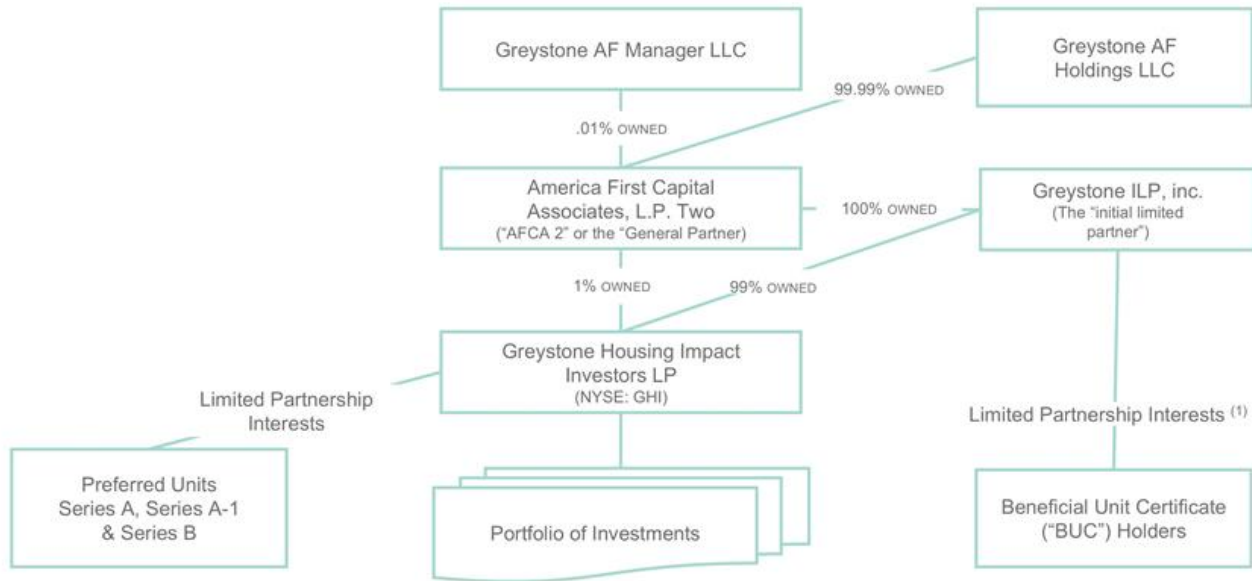 Greystone AF Manager LLC
Greystone AF
Holdings LLC
99.99% OWNED
.01% OWNED
America First Capital
Associates, L.P. Two
("AFCA 2" or the "General Partner)
100% OWNED
Greystone ILP, inc.
(The "initial limited
partner")
1% OWNED
99% OWNED
Greystone Housing Impact
Investors LP
(NYSE: GHI)
Limited Partnership
Interests
Limited Partnership Interests (1)
Preferred Units
Series A, Series A-1
& Series B
Portfolio of Investments
Beneficial Unit Certificate
("BUC") Holders